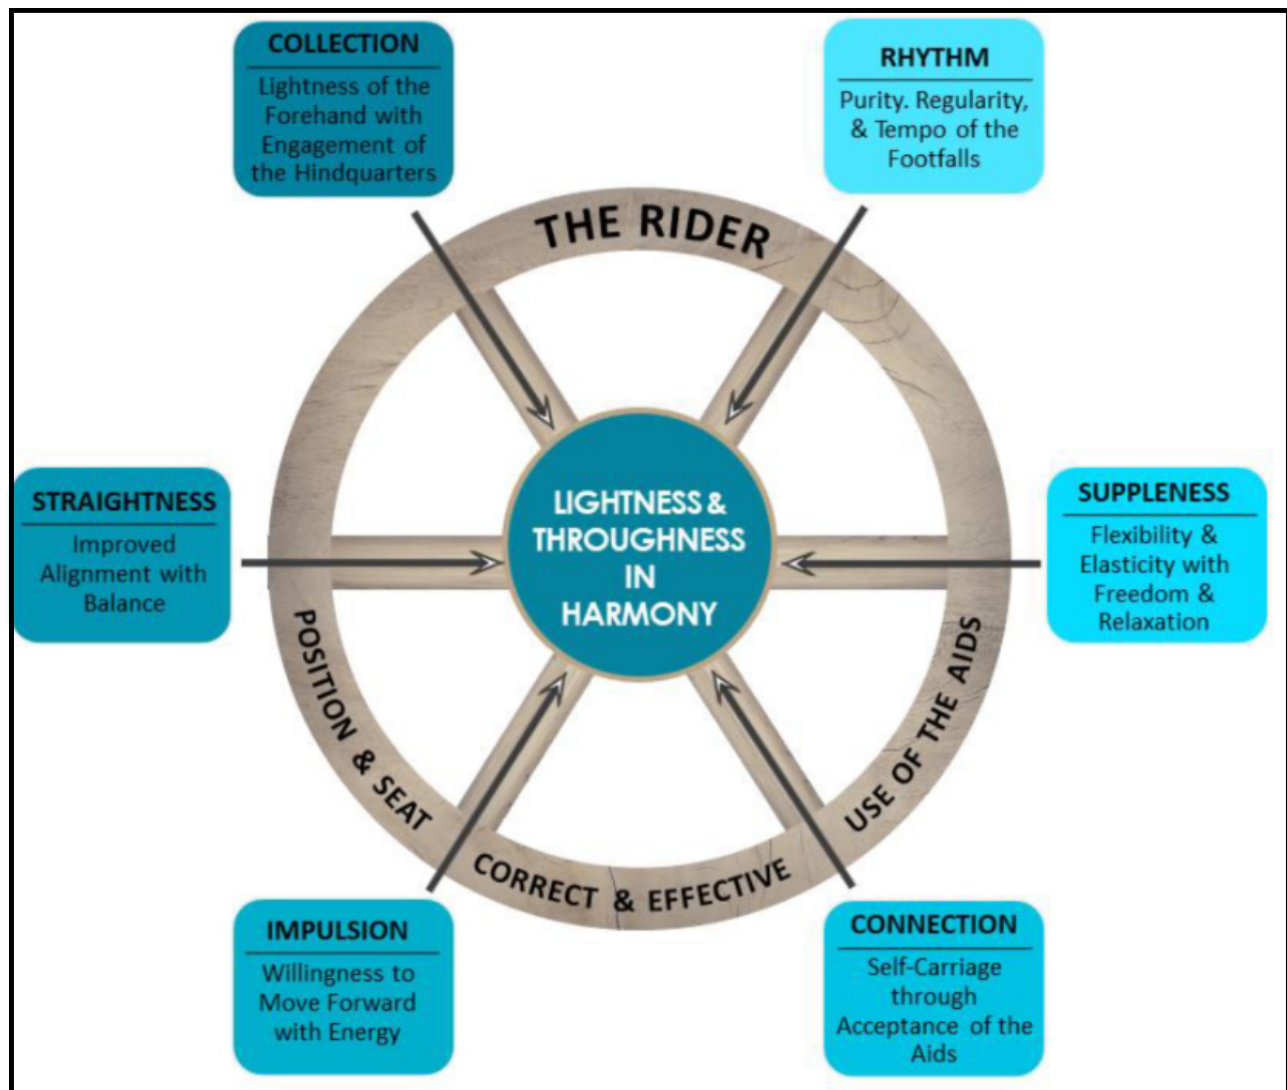 COLLECTION
Lightness of the
Forehand with
Engagement of
the Hindquarters
RHYTHM
Purity. Regularity,
& Tempo of the
Footfalls
THE RIDER
STRAIGHTNESS
Improved
Alignment with
Balance
LIGHTNESS &
THROUGHNESS
IN
HARMONY
SUPPLENESS
Flexibility &
Elasticity with
Freedom &
Relaxation
POSITION & SEAT
CORRECT & EFFECTIVE
USE OF THE AIDS
IMPULSION
Willingness to
Move Forward
with Energy
CONNECTION
Self-Carriage
through
Acceptance of the
Aids